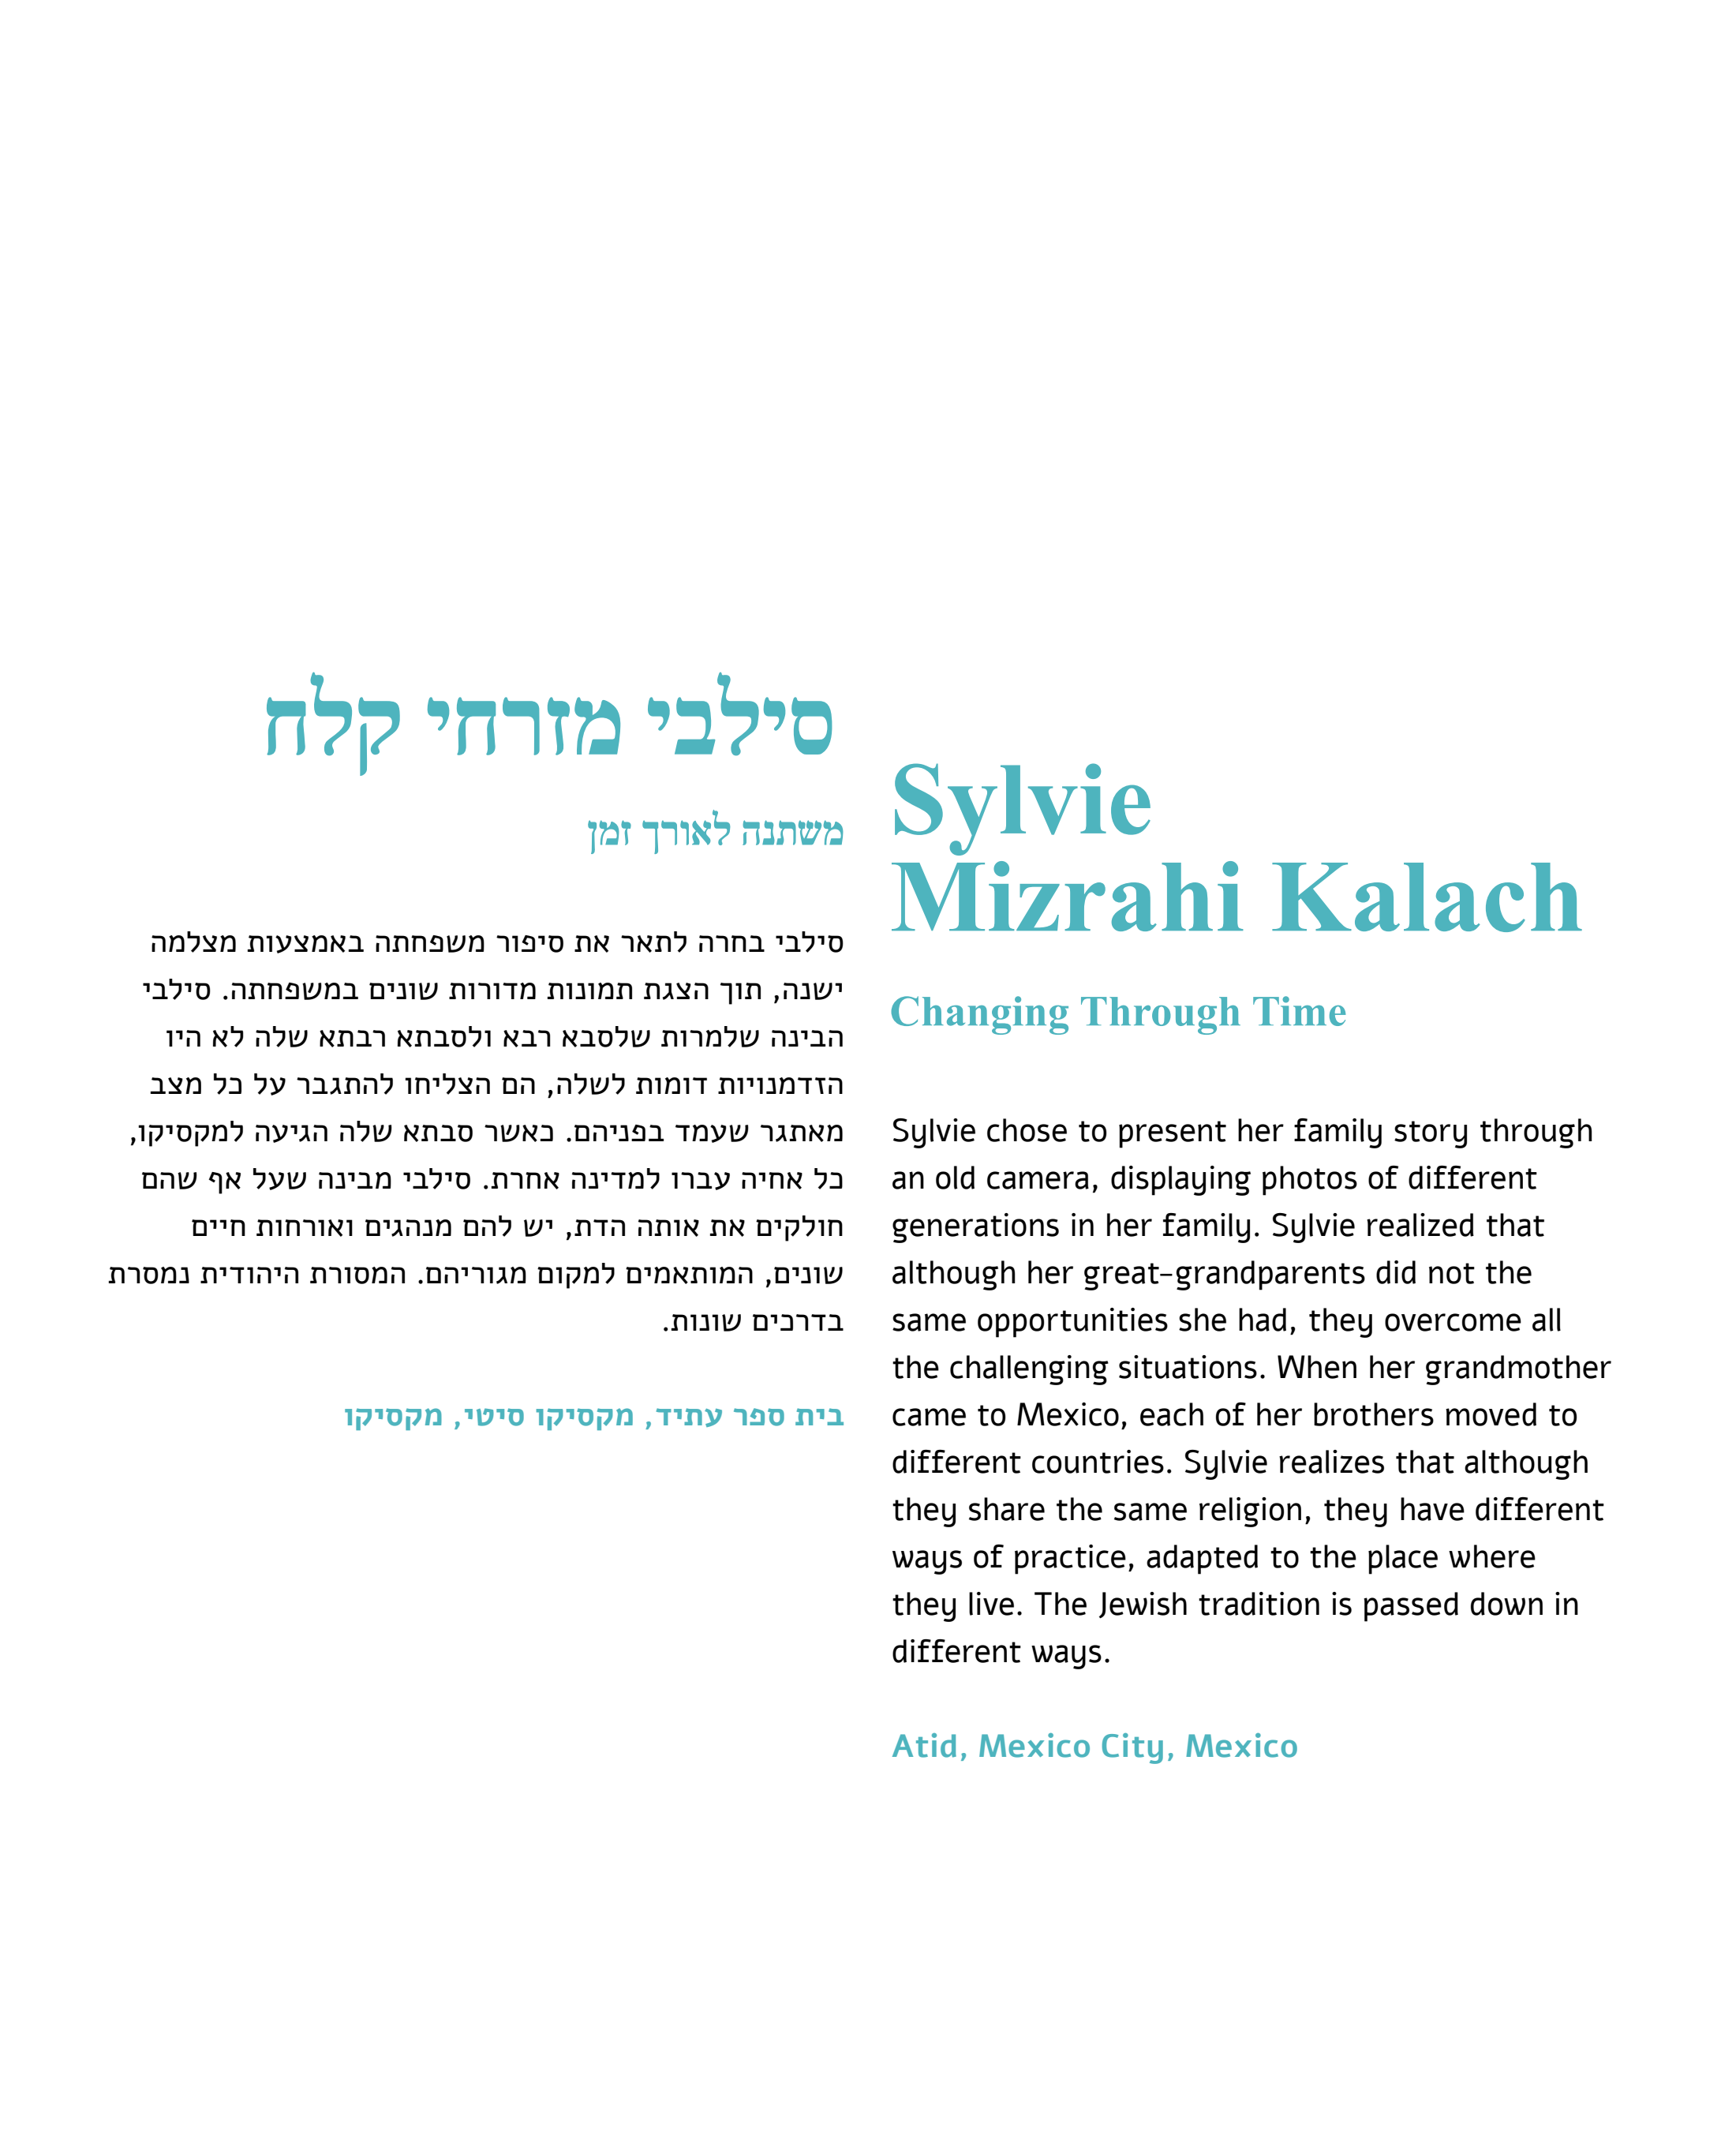 סילבי מזרחי קלח
משתנה לאורך זמן
סילבי בחרה לתאר את סיפור משפחתה באמצעות מצלמה
ישנה, תוך הצגת תמונות מדורות שונים במשפחתה. סילבי
הבינה שלמרות שלסבא רבא ולסבתא רבתא שלה לא היו
הזדמנויות דומות לשלה, הם הצליחו להתגבר על כל מצב
מאתגר שעמד בפניהם. כאשר סבתא שלה הגיעה למקסיקו,
כל אחיה עברו למדינה אחרת. סילבי מבינה שעל אף שהם
חולקים את אותה הדת, יש להם מנהגים ואורחות חיים
שונים, המותאמים למקום מגוריהם. המסורת היהודית נמסרת
בדרכים שונות.
בית ספר עתיד, מקסיקו סיטי, מקסיקו
Sylvie
Mizrahi Kalach
Changing Through Time
Sylvie chose to present her family story through
an old camera, displaying photos of different
generations in her family. Sylvie realized that
although her great-grandparents did not the
same opportunities she had, they overcome all
the challenging situations. When her grandmother
came to Mexico, each of her brothers moved to
different countries. Sylvie realizes that although
they share the same religion, they have different
ways of practice, adapted to the place where
they live. The Jewish tradition is passed down in
different ways.
Atid, Mexico City, Mexico